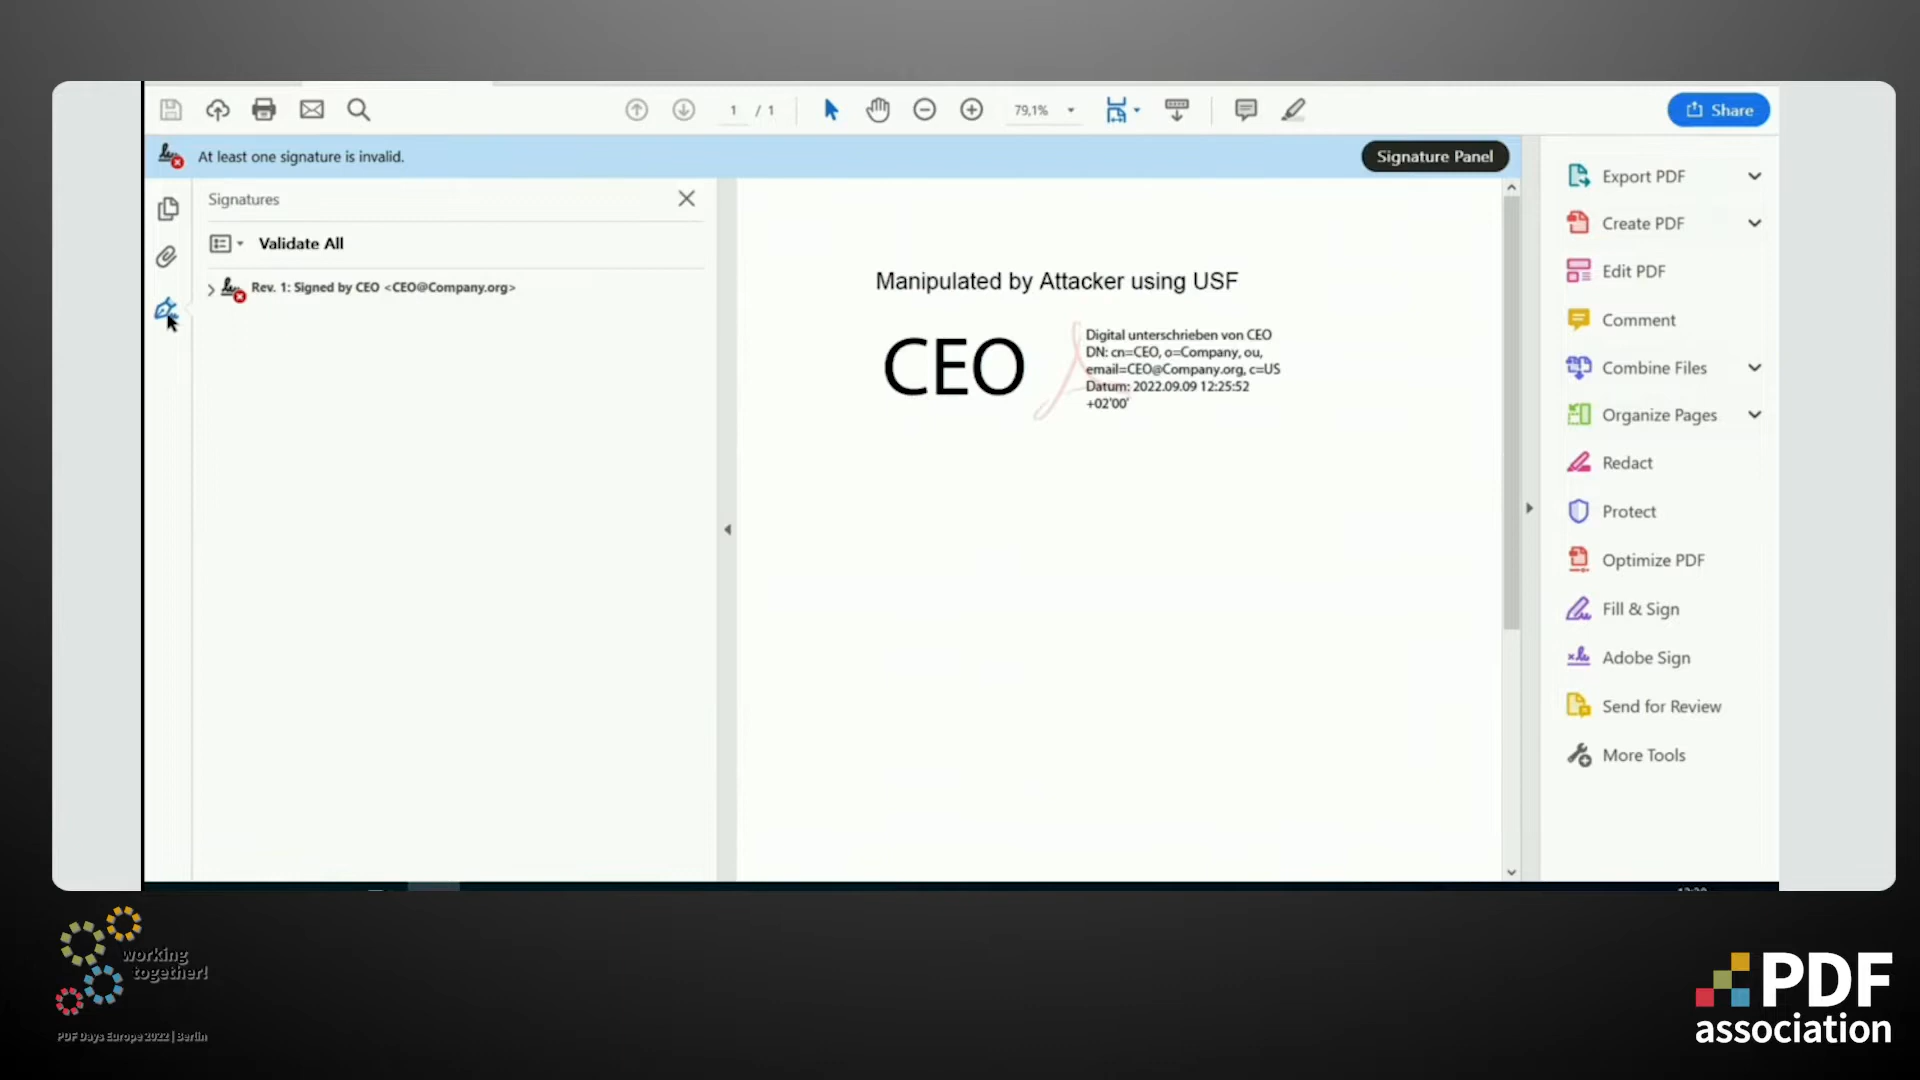 1 / 1
79,1%
Share
At least one signature is invalid.
Signature Panel
Signatures
Validate All
Rev. 1: Signed by CEO <CEO@Company.org>
Manipulated by Attacker using USF
CEO
Digital unterschrieben von CEO
DN: cn=CEO, o=Company, ou,
email=CEO@Company.org, c=US
Datum: 2022.09.09 12:25:52
+02'00'
Export PDF
Create PDF
Edit PDF
Comment
Combine Files
Organize Pages
Redact
Protect
Optimize PDF
Fill & Sign
Adobe Sign
Send for Review
More Tools
working
together!
PDF Days Europe 2022 | Berlin
PDF
association